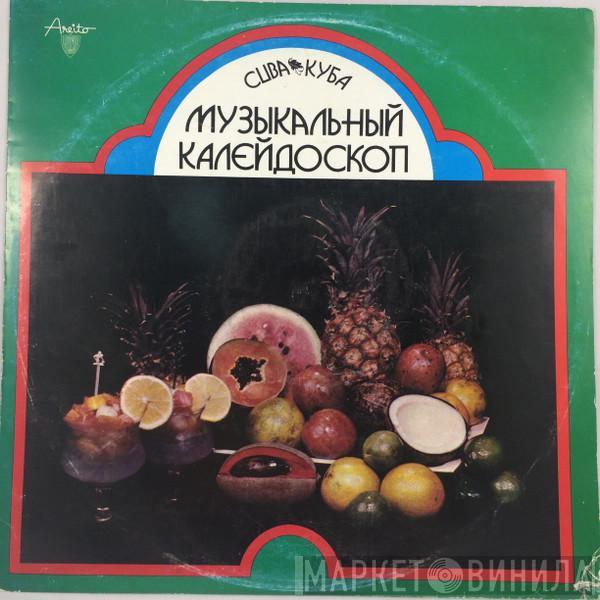 Areito
CUBA КУБА
МУЗЫКАЛЬНЫЙ
КАЛЕЙДОСКОП
МАРКЕТ ВИНИЛА